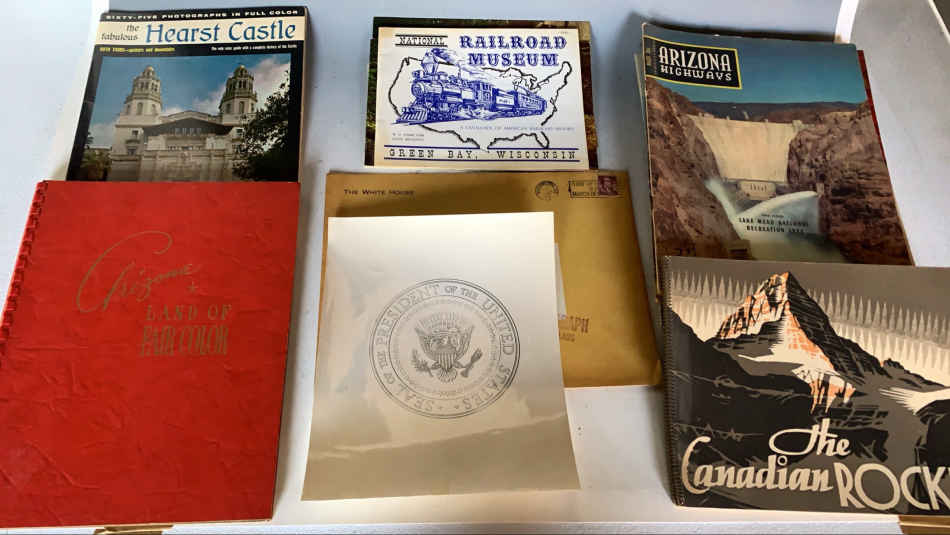 SIXTY-FIVE PHOTOGRAPHS IN FULL COLOR
the
fabulous
Hearst Castle
NATIONAL
RAILROAD
MUSEUM
GREEN BAY, WISCONSIN
ARIZONA
HIGHWAYS
LAKE MEAD NATIONAL
RECREATION AREA
Arizona
LAND OF
FAIR COLOR
THE WHITE HOUSE
SEAL OF THE PRESIDENT OF THE UNITED STATES
The
Canadian ROCK